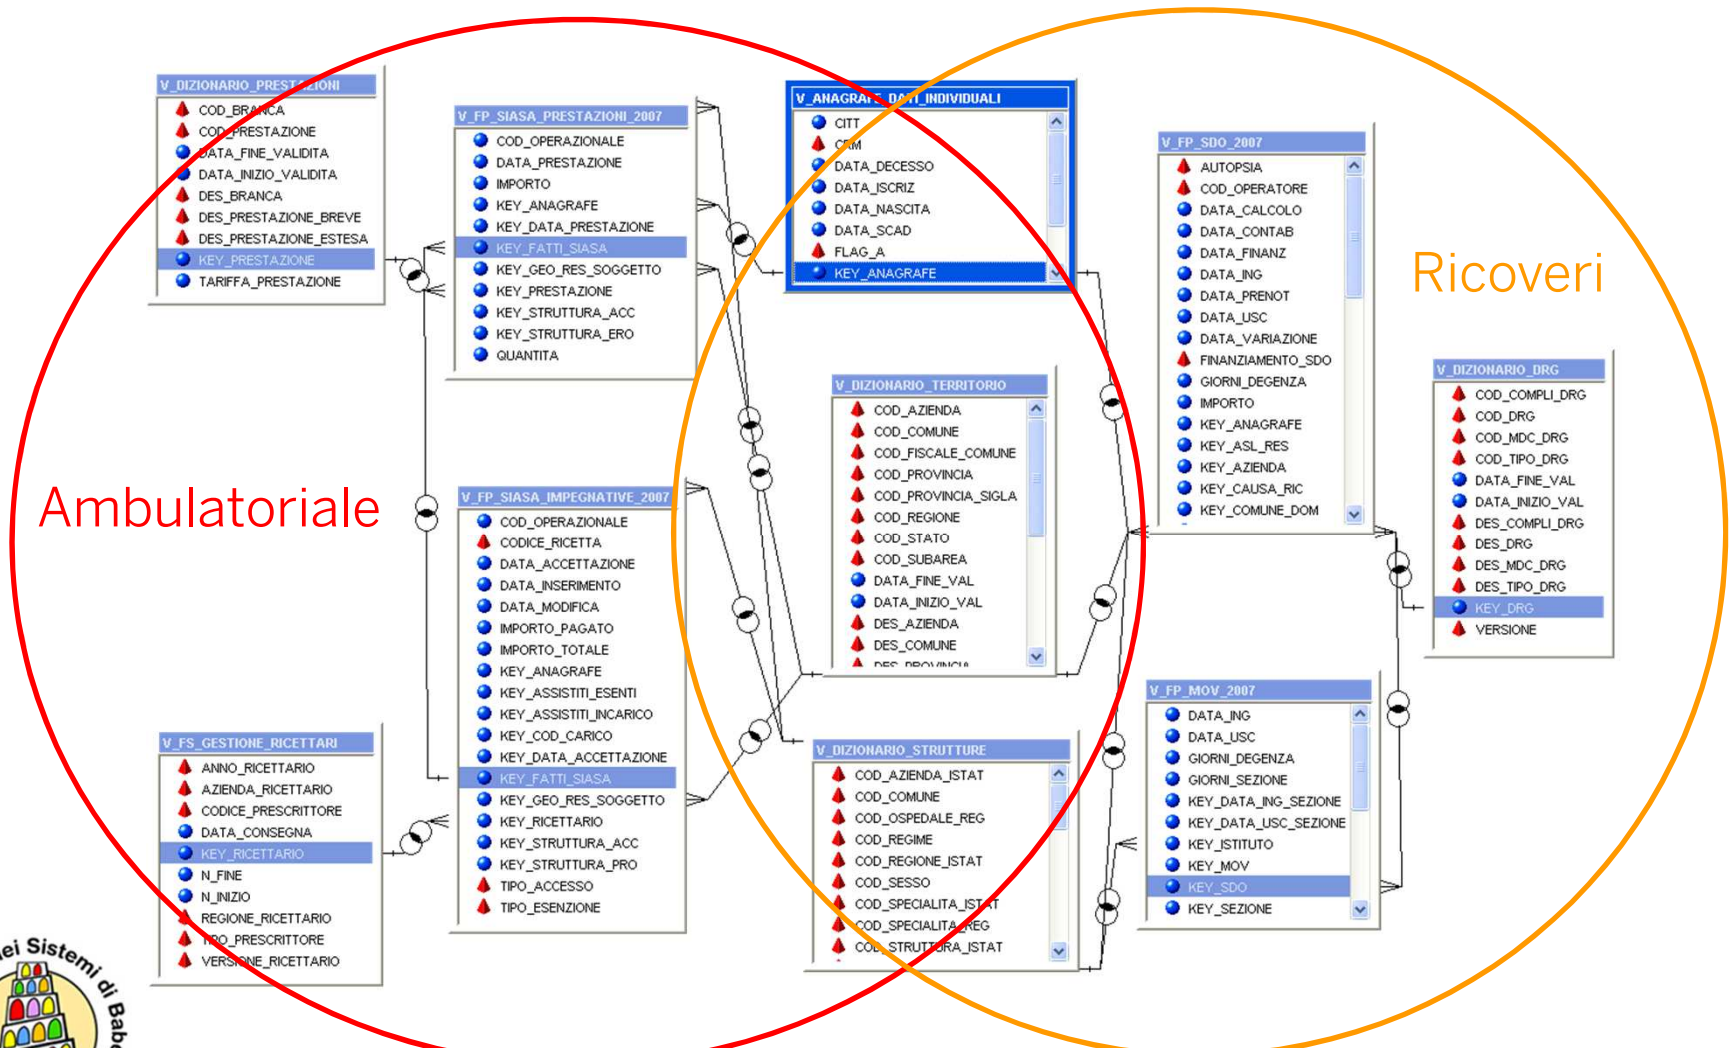 V_DIZIONARIO_PRESTAZIONI
COD_BRANCA
COD_PRESTAZIONE
DATA_FINE_VALIDITA
DATA_INIZIO_VALIDITA
DES_BRANCA
DES_PRESTAZIONE_BREVE
DES_PRESTAZIONE_ESTESA
KEY_PRESTAZIONE
TARIFFA_PRESTAZIONE
V_FP_SIASA_PRESTAZIONI_2007
COD_OPERAZIONALE
DATA_PRESTAZIONE
IMPORTO
KEY_ANAGRAFE
KEY_DATA_PRESTAZIONE
KEY_FATTI_SIASA
KEY_GEO_RES_SOGGETTO
KEY_PRESTAZIONE
KEY_STRUTTURA_ACC
KEY_STRUTTURA_ERO
QUANTITA
V_ANAGRAFE_DATI_INDIVIDUALI
CITT
CRM
DATA_DECESSO
DATA_ISCRIZ
DATA_NASCITA
DATA_SCAD
FLAG_A
KEY_ANAGRAFE
V_FP_SDO_2007
AUTOPSIA
COD_OPERATORE
DATA_CALCOLO
DATA_CONTAB
DATA_FINANZ
DATA_ING
DATA_PRENOT
DATA_USC
DATA_VARIAZIONE
FINANZIAMENTO_SDO
GIORNI_DEGENZA
IMPORTO
KEY_ANAGRAFE
KEY_ASL_RES
KEY_AZIENDA
KEY_CAUSA_RIC
KEY_COMUNE_DOM
Ricoveri
V_DIZIONARIO_DRG
COD_COMPLI_DRG
COD_DRG
COD_MDC_DRG
COD_TIPO_DRG
DATA_FINE_VAL
DATA_INIZIO_VAL
DES_COMPLI_DRG
DES_DRG
DES_MDC_DRG
DES_TIPO_DRG
KEY_DRG
VERSIONE
V_DIZIONARIO_TERRITORIO
COD_AZIENDA
COD_COMUNE
COD_FISCALE_COMUNE
COD_PROVINCIA
COD_PROVINCIA_SIGLA
COD_REGIONE
COD_STATO
COD_SUBAREA
DATA_FINE_VAL
DATA_INIZIO_VAL
DES_AZIENDA
DES_COMUNE
DES_PROVINCIA
Ambulatoriale
V_FP_SIASA_IMPEGNATIVE_2007
COD_OPERAZIONALE
CODICE_RICETTA
DATA_ACCETTAZIONE
DATA_INSERIMENTO
DATA_MODIFICA
IMPORTO_PAGATO
IMPORTO_TOTALE
KEY_ANAGRAFE
KEY_ASSISTITI_ESENTI
KEY_ASSISTITI_INCARICO
KEY_COD_CARICO
KEY_DATA_ACCETTAZIONE
KEY_FATTI_SIASA
KEY_GEO_RES_SOGGETTO
KEY_RICETTARIO
KEY_STRUTTURA_ACC
KEY_STRUTTURA_PRO
TIPO_ACCESSO
TIPO_ESENZIONE
V_FS_GESTIONE_RICETTARI
ANNO_RICETTARIO
AZIENDA_RICETTARIO
CODICE_PRESCRITTORE
DATA_CONSEGNA
KEY_RICETTARIO
N_FINE
N_INIZIO
REGIONE_RICETTARIO
TIPO_PRESCRITTORE
VERSIONE_RICETTARIO
V_DIZIONARIO_STRUTTURE
COD_AZIENDA_ISTAT
COD_COMUNE
COD_OSPEDALE_REG
COD_REGIME
COD_REGIONE_ISTAT
COD_SESSO
COD_SPECIALITA_ISTAT
COD_SPECIALITA_REG
COD_STRUTTURA_ISTAT
V_FP_MOV_2007
DATA_ING
DATA_USC
GIORNI_DEGENZA
GIORNI_SEZIONE
KEY_DATA_ING_SEZIONE
KEY_DATA_USC_SEZIONE
KEY_ISTITUTO
KEY_MOV
KEY_SDO
KEY_SEZIONE
ei Sistemi di Babe